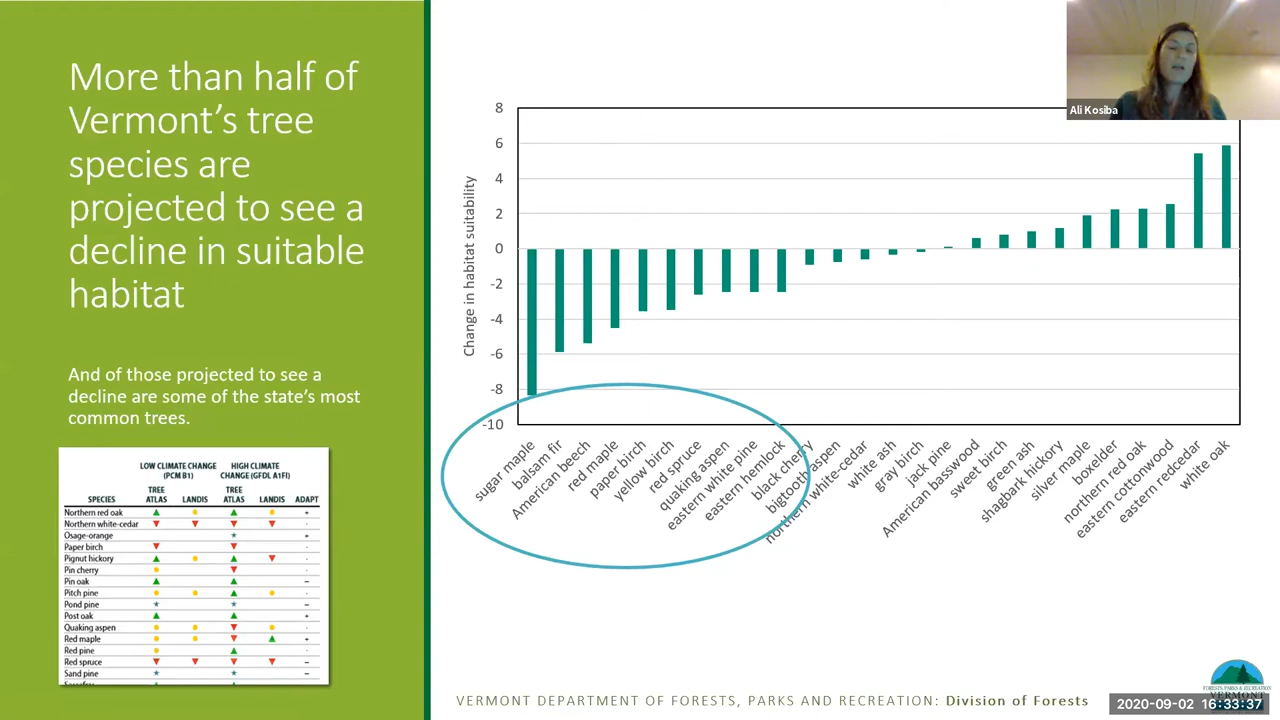 More than half of
Vermont’s tree
species are
projected to see a
decline in suitable
habitat
And of those projected to see a
decline are some of the state’s most
common trees.
LOW CLIMATE CHANGE
(PCM B1)
HIGH CLIMATE
CHANGE (GFDL A1FI)
SPECIES
TREE
ATLAS
LANDIS
TREE
ATLAS
LANDIS
ADAPT
Northern red oak +
Northern white-cedar ·
Osage-orange +
Paper birch ·
Pignut hickory ·
Pin cherry ·
Pin oak –
Pitch pine ·
Pond pine –
Post oak +
Quaking aspen ·
Red maple +
Red pine ·
Red spruce –
Sand pine –
Change in habitat suitability
8
6
4
2
0
-2
-4
-6
-8
-10
sugar maple
balsam fir
American beech
red maple
paper birch
yellow birch
red spruce
quaking aspen
eastern white pine
eastern hemlock
black cherry
bigtooth aspen
northern white-cedar
white ash
gray birch
jack pine
American basswood
sweet birch
green ash
shagbark hickory
silver maple
boxelder
northern red oak
eastern cottonwood
eastern redcedar
white oak
Ali Kosiba
VERMONT DEPARTMENT OF FORESTS, PARKS AND RECREATION: Division of Forests
FORESTS, PARKS & RECREATION
VERMONT
2020-09-02 16:33:37